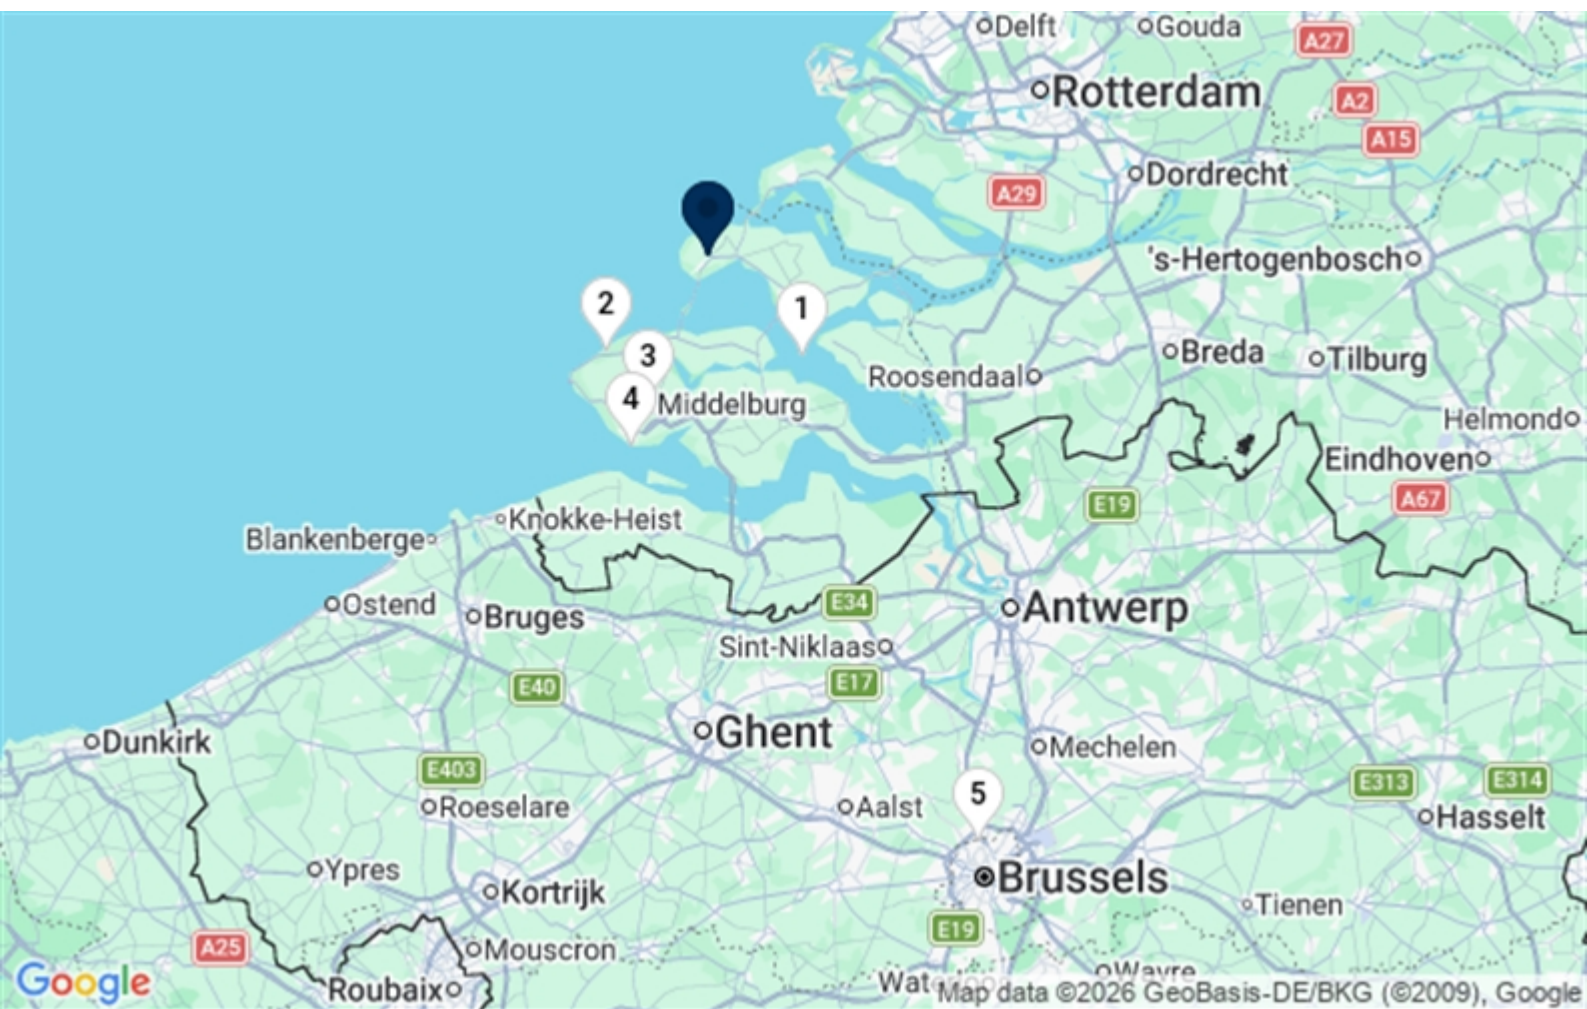 Delft
Gouda
A27
Rotterdam
A2
A15
Dordrecht
A29
's-Hertogenbosch
2
1
3
Breda
Tilburg
Roosendaal
4
Middelburg
Helmond
Eindhoven
A67
E19
Knokke-Heist
Blankenberge
Ostend
E34
Antwerp
Bruges
Sint-Niklaas
E17
E40
Ghent
Dunkirk
Mechelen
E403
E313
E314
5
Roeselare
Aalst
Hasselt
Ypres
Brussels
Kortrijk
Tienen
E19
A25
Mouscron
Wavre
Google
Roubaix
Map data ©2026 GeoBasis-DE/BKG (©2009), Google